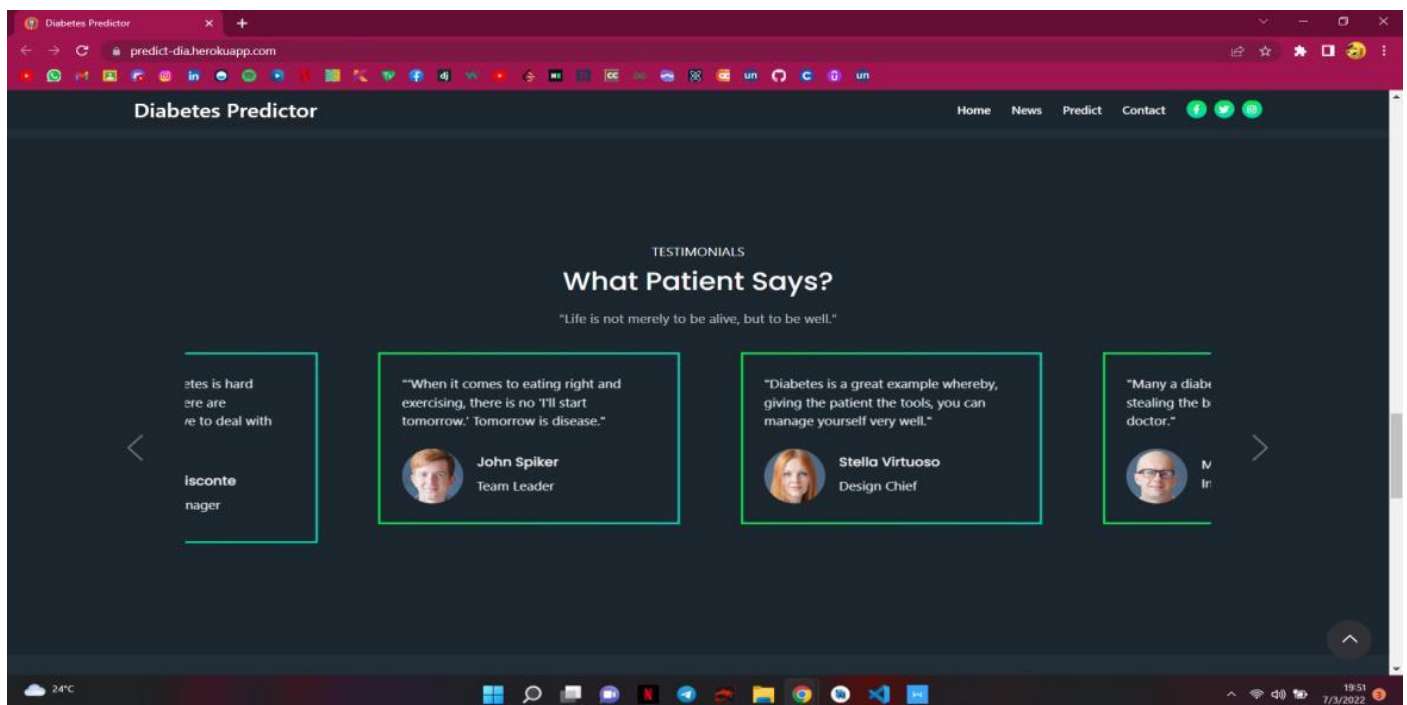 Diabetes Predictor
predict-dia.herokuapp.com
Diabetes Predictor
Home News Predict Contact
TESTIMONIALS
What Patient Says?
"Life is not merely to be alive, but to be well."
etes is hard
ere are
ve to deal with
isconte
nager
""When it comes to eating right and
exercising, there is no 'I'll start
tomorrow.' Tomorrow is disease."
John Spiker
Team Leader
"Diabetes is a great example whereby,
giving the patient the tools, you can
manage yourself very well."
Stella Virtuoso
Design Chief
"Many a diabe
stealing the b
doctor."
M
In
24°C
19:51
7/3/2022
3